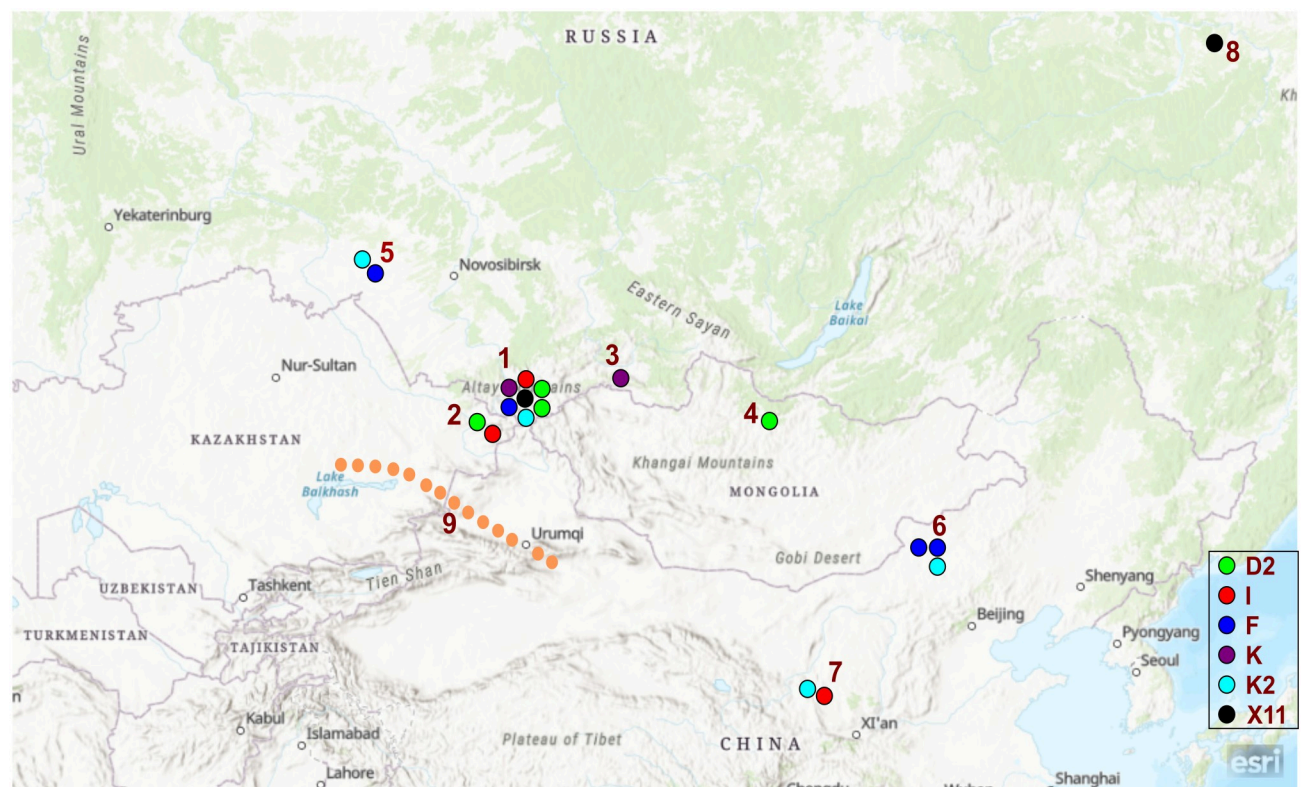 RUSSIA
8
Ural Mountains
Kh
Yekaterinburg
5
Novosibirsk
Eastern Sayan
Lake
Baikal
1
3
Nur-Sultan
Altay
ains
2
4
KAZAKHSTAN
Khangai Mountains
Lake
Balkhash
MONGOLIA
9
Urumqi
6
Gobi Desert
Tien Shan
UZBEKISTAN
Tashkent
Shenyang
Beijing
TURKMENISTAN
TAJIKISTAN
Pyongyang
Seoul
D2
I
F
K
K2
X11
n
7
Kabul
Islamabad
XI'an
Plateau of Tibet
CHINA
Lahore
Shanghai
esri